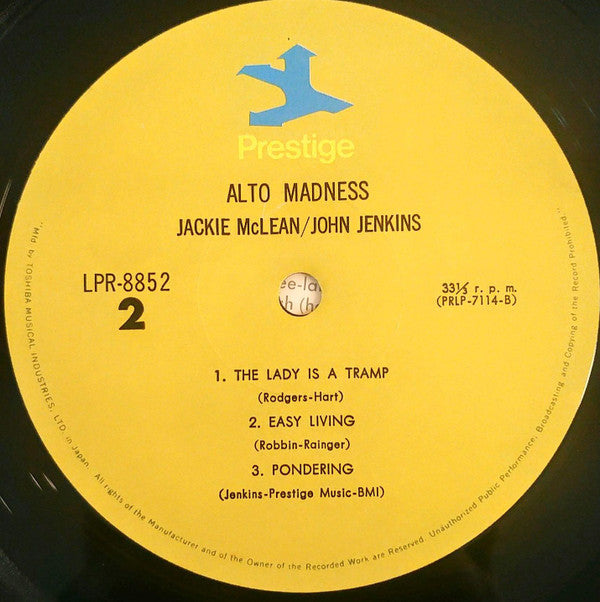 Prestige
ALTO MADNESS
JACKIE McLEAN/JOHN JENKINS
LPR-8852
2
33⅓ r. p. m.
(PRLP-7114-B)
1. THE LADY IS A TRAMP
(Rodgers-Hart)
2. EASY LIVING
(Robbin-Rainger)
3. PONDERING
(Jenkins-Prestige Music-BMI)
"Mfd by TOSHIBA MUSICAL INDUSTRIES, LTD. in Japan. All rights of the Manufacturer and of the Owner of the Recorded Work are Reserved. Unauthorized Public Performance, Broadcasting and Copying of the Record Prohibited."